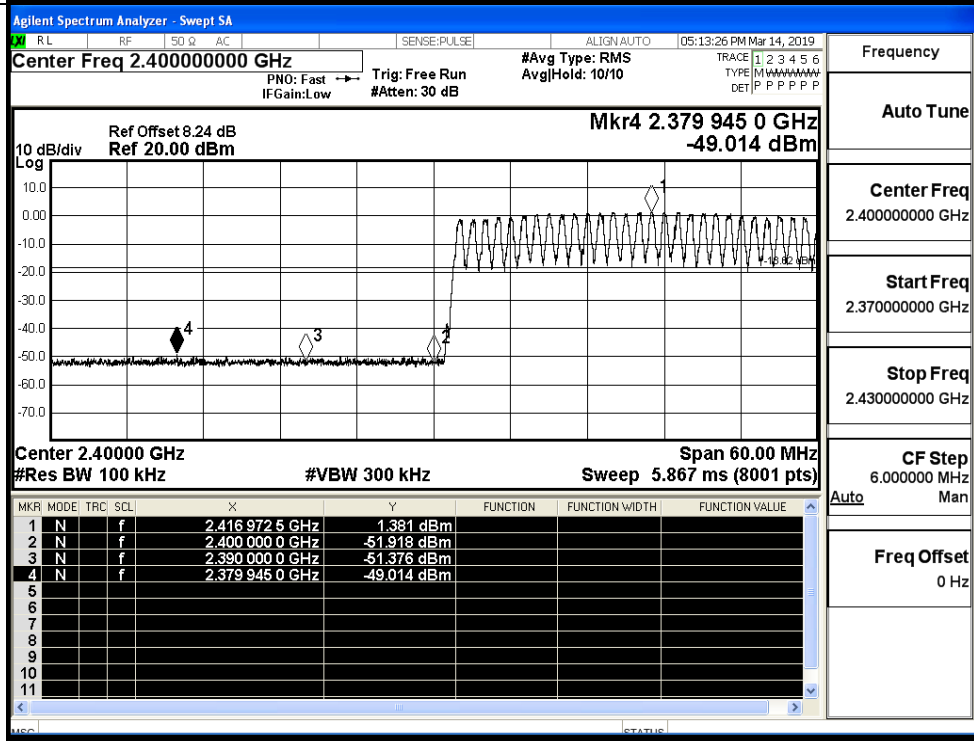 Agilent Spectrum Analyzer - Swept SA
LXI RL RF 50 Ω AC SENSE:PULSE ALIGN AUTO 05:13:26 PM Mar 14, 2019
Center Freq 2.400000000 GHz #Avg Type: RMS TRACE 1 2 3 4 5 6
PNO: Fast Trig: Free Run Avg|Hold: 10/10 TYPE M WWWWW
IFGain:Low #Atten: 30 dB DET P P P P P P
Mkr4 2.379 945 0 GHz
-49.014 dBm
Ref Offset 8.24 dB
10 dB/div Ref 20.00 dBm
Log
10.0
0.00
-10.0
-20.0
-30.0
-40.0
-50.0
-60.0
-70.0
1
2
3
4
Center 2.40000 GHz Span 60.00 MHz
#Res BW 100 kHz #VBW 300 kHz Sweep 5.867 ms (8001 pts)
MKR MODE TRC SCL X Y FUNCTION FUNCTION WIDTH FUNCTION VALUE
1 N f 2.416 972 5 GHz 1.381 dBm
2 N f 2.400 000 0 GHz -51.918 dBm
3 N f 2.390 000 0 GHz -51.376 dBm
4 N f 2.379 945 0 GHz -49.014 dBm
5
6
7
8
9
10
11
MSG STATUS
Frequency
Auto Tune
Center Freq
2.400000000 GHz
Start Freq
2.370000000 GHz
Stop Freq
2.430000000 GHz
CF Step
6.000000 MHz
Auto Man
Freq Offset
0 Hz